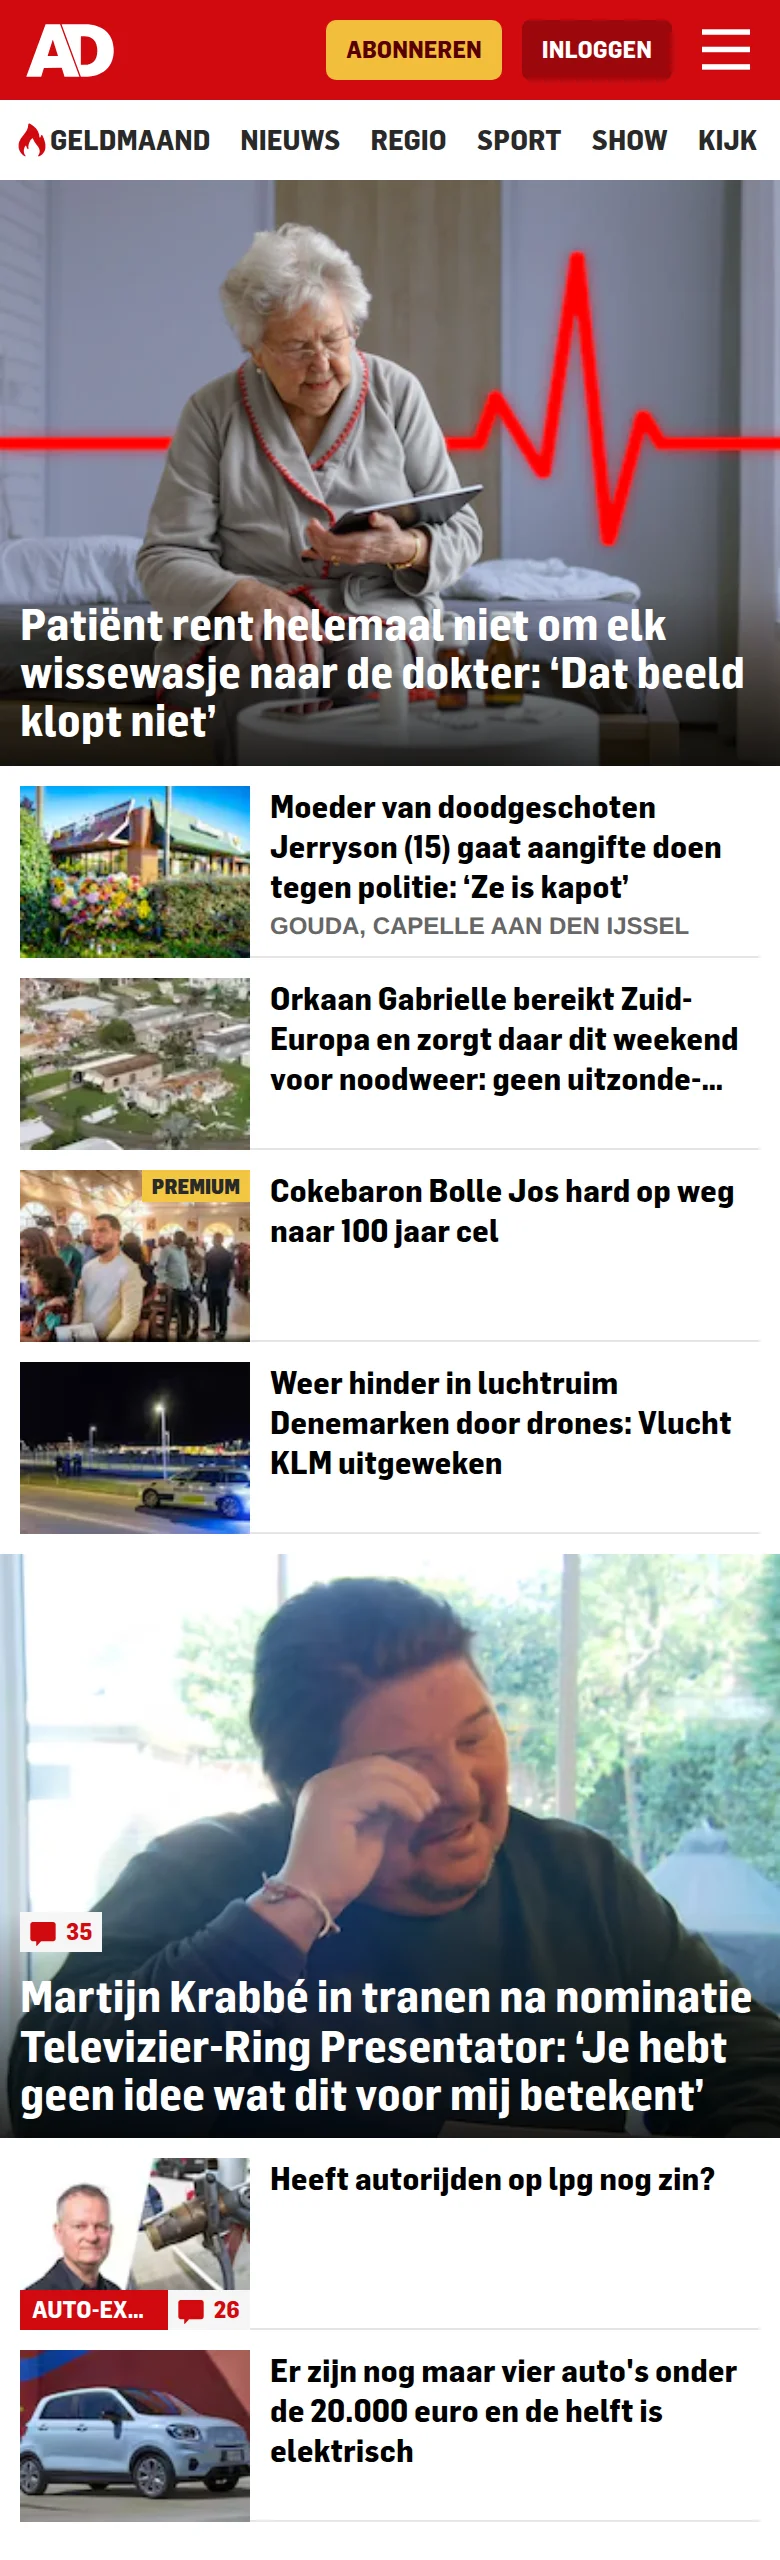 AD
ABONNEREN
INLOGGEN
GELDMAAND NIEUWS REGIO SPORT SHOW KIJK
Patiënt rent helemaal niet om elk
wissewasje naar de dokter: ‘Dat beeld
klopt niet’
Moeder van doodgeschoten
Jerryson (15) gaat aangifte doen
tegen politie: ‘Ze is kapot’
GOUDA, CAPELLE AAN DEN IJSSEL
Orkaan Gabrielle bereikt Zuid-
Europa en zorgt daar dit weekend
voor noodweer: geen uitzonde-...
PREMIUM
Cokebaron Bolle Jos hard op weg
naar 100 jaar cel
Weer hinder in luchtruim
Denemarken door drones: Vlucht
KLM uitgeweken
35
Martijn Krabbé in tranen na nominatie
Televizier-Ring Presentator: ‘Je hebt
geen idee wat dit voor mij betekent’
Heeft autorijden op lpg nog zin?
AUTO-EX...
26
Er zijn nog maar vier auto's onder
de 20.000 euro en de helft is
elektrisch